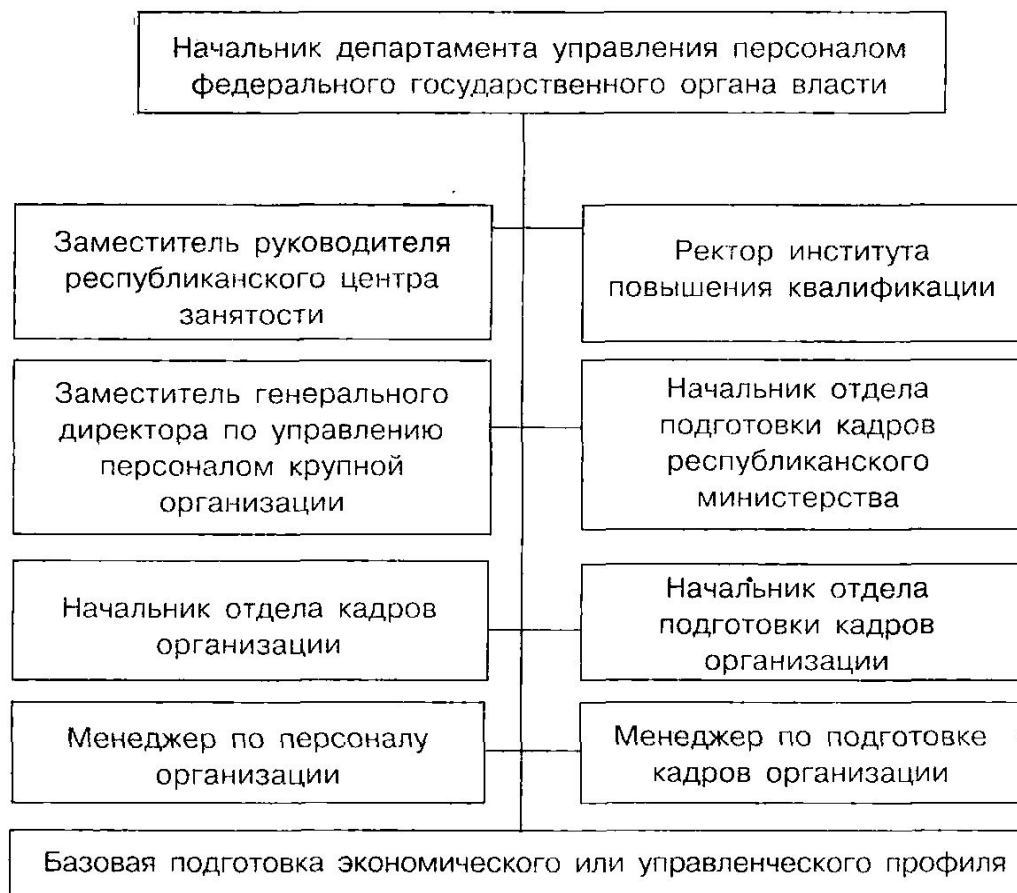 Начальник департамента управления персоналом
федерального государственного органа власти
Заместитель руководителя
республиканского центра
занятости
Ректор института
повышения квалификации
Заместитель генерального
директора по управлению
персоналом крупной
организации
Начальник отдела
подготовки кадров
республиканского
министерства
Начальник отдела кадров
организации
Начальник отдела
подготовки кадров
организации
Менеджер по персоналу
организации
Менеджер по подготовке
кадров организации
Базовая подготовка экономического или управленческого профиля